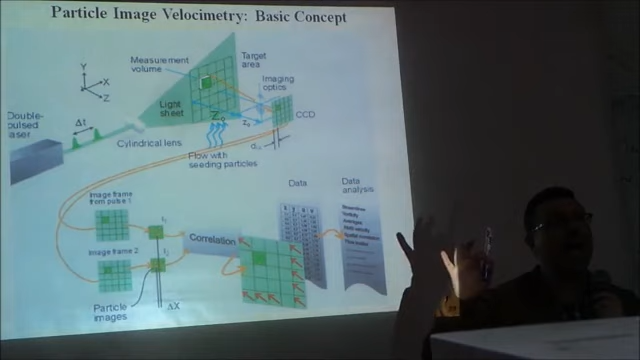 Particle Image Velocimetry: Basic Concept
Measurement
volume
Target
area
Y
X
Z
Imaging
optics
Double-
pulsed
laser
Δt
Light
sheet
CCD
Cylindrical lens
Flow with
seeding particles
Image frame
from pulse 1
Data
Data
analysis
Correlation
Image frame 2
Particle
images
ΔX